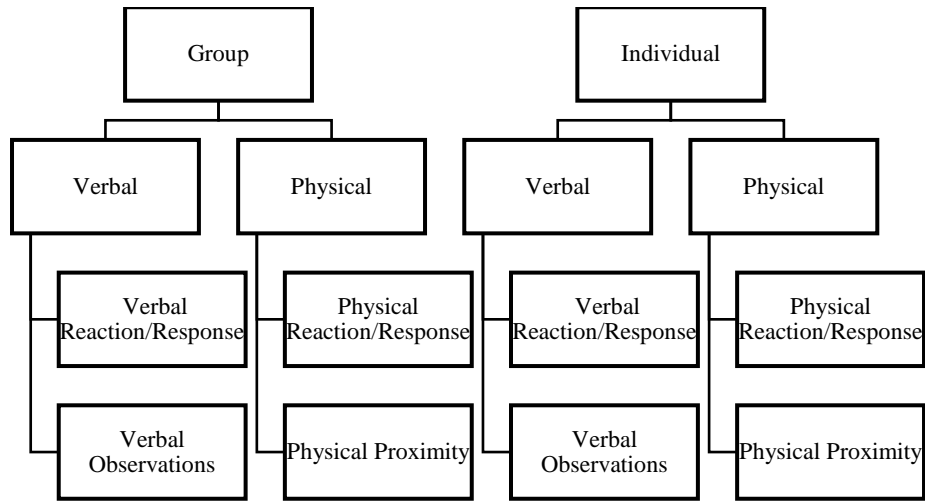 Group
Individual
Verbal
Physical
Verbal
Physical
Verbal
Reaction/Response
Physical
Reaction/Response
Verbal
Reaction/Response
Physical
Reaction/Response
Verbal
Observations
Physical Proximity
Verbal
Observations
Physical Proximity